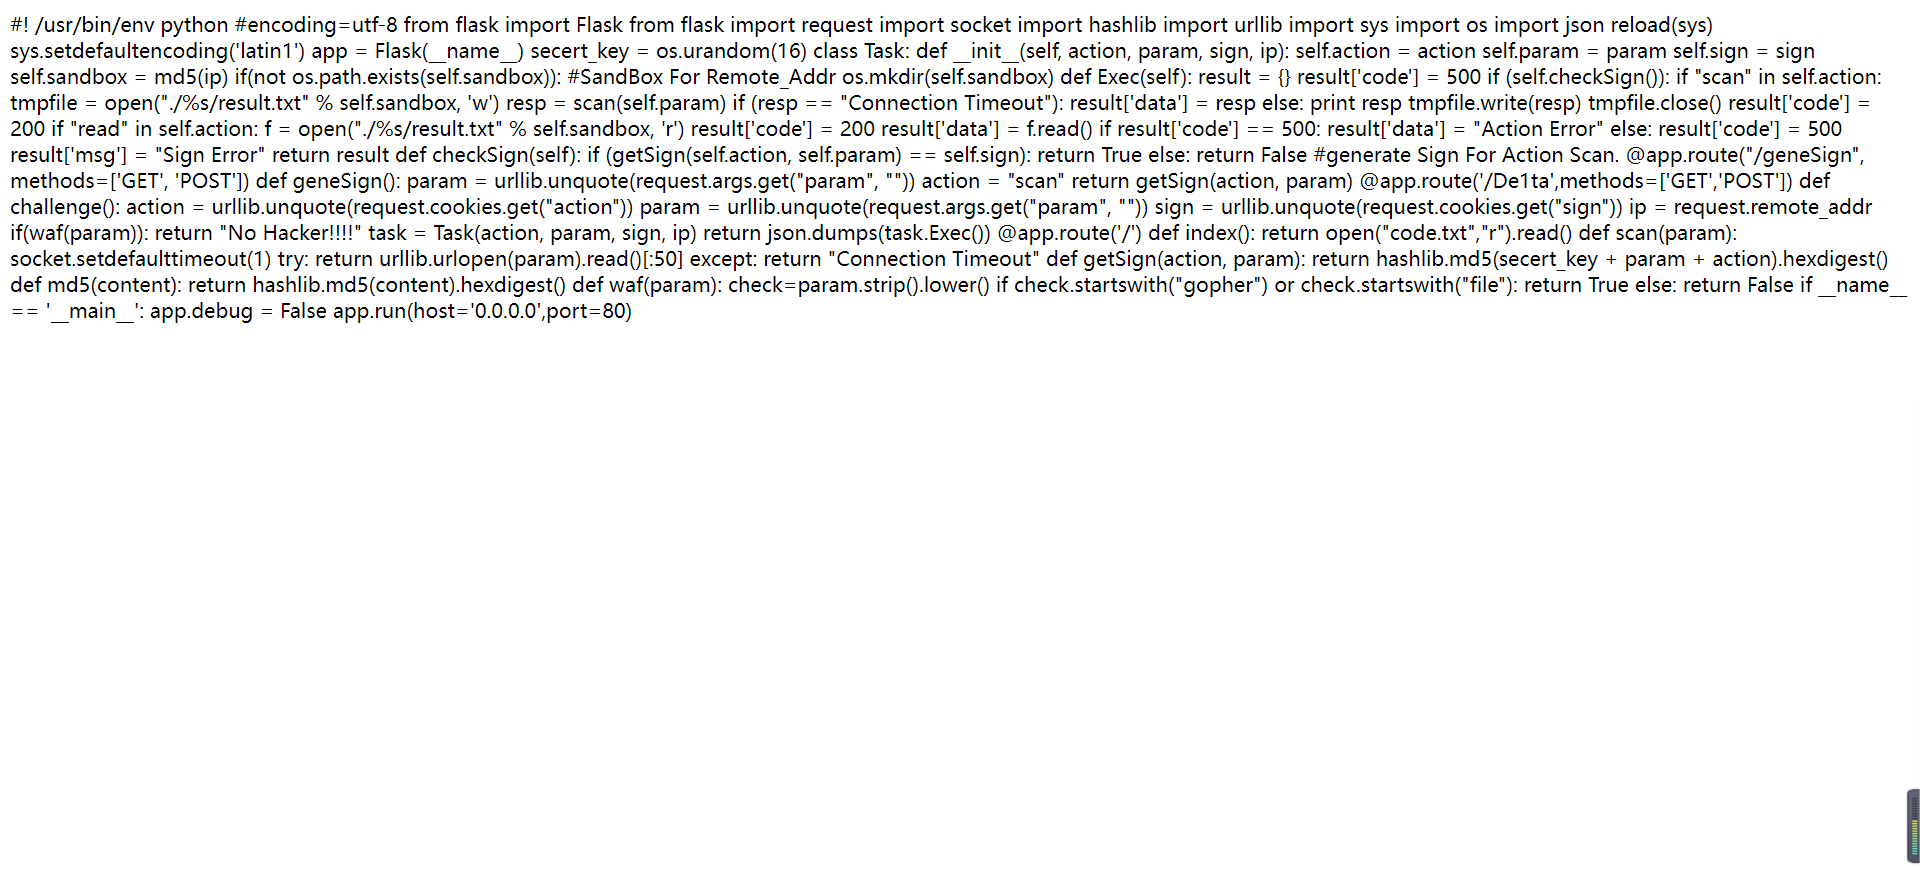 #! /usr/bin/env python #encoding=utf-8 from flask import Flask from flask import request import socket import hashlib import urllib import sys import os import json reload(sys)
sys.setdefaultencoding('latin1') app = Flask(__name__) secert_key = os.urandom(16) class Task: def __init__(self, action, param, sign, ip): self.action = action self.param = param self.sign = sign
self.sandbox = md5(ip) if(not os.path.exists(self.sandbox)): #SandBox For Remote_Addr os.mkdir(self.sandbox) def Exec(self): result = {} result['code'] = 500 if (self.checkSign()): if "scan" in self.action:
tmpfile = open("./%s/result.txt" % self.sandbox, 'w') resp = scan(self.param) if (resp == "Connection Timeout"): result['data'] = resp else: print resp tmpfile.write(resp) tmpfile.close() result['code'] =
200 if "read" in self.action: f = open("./%s/result.txt" % self.sandbox, 'r') result['code'] = 200 result['data'] = f.read() if result['code'] == 500: result['data'] = "Action Error" else: result['code'] = 500
result['msg'] = "Sign Error" return result def checkSign(self): if (getSign(self.action, self.param) == self.sign): return True else: return False #generate Sign For Action Scan. @app.route("/geneSign",
methods=['GET', 'POST']) def geneSign(): param = urllib.unquote(request.args.get("param", "")) action = "scan" return getSign(action, param) @app.route('/De1ta',methods=['GET','POST']) def
challenge(): action = urllib.unquote(request.cookies.get("action")) param = urllib.unquote(request.args.get("param", "")) sign = urllib.unquote(request.cookies.get("sign")) ip = request.remote_addr
if(waf(param)): return "No Hacker!!!!" task = Task(action, param, sign, ip) return json.dumps(task.Exec()) @app.route('/') def index(): return open("code.txt","r").read() def scan(param):
socket.setdefaulttimeout(1) try: return urllib.urlopen(param).read()[:50] except: return "Connection Timeout" def getSign(action, param): return hashlib.md5(secert_key + param + action).hexdigest()
def md5(content): return hashlib.md5(content).hexdigest() def waf(param): check=param.strip().lower() if check.startswith("gopher") or check.startswith("file"): return True else: return False if __name__
== '__main__': app.debug = False app.run(host='0.0.0.0',port=80)